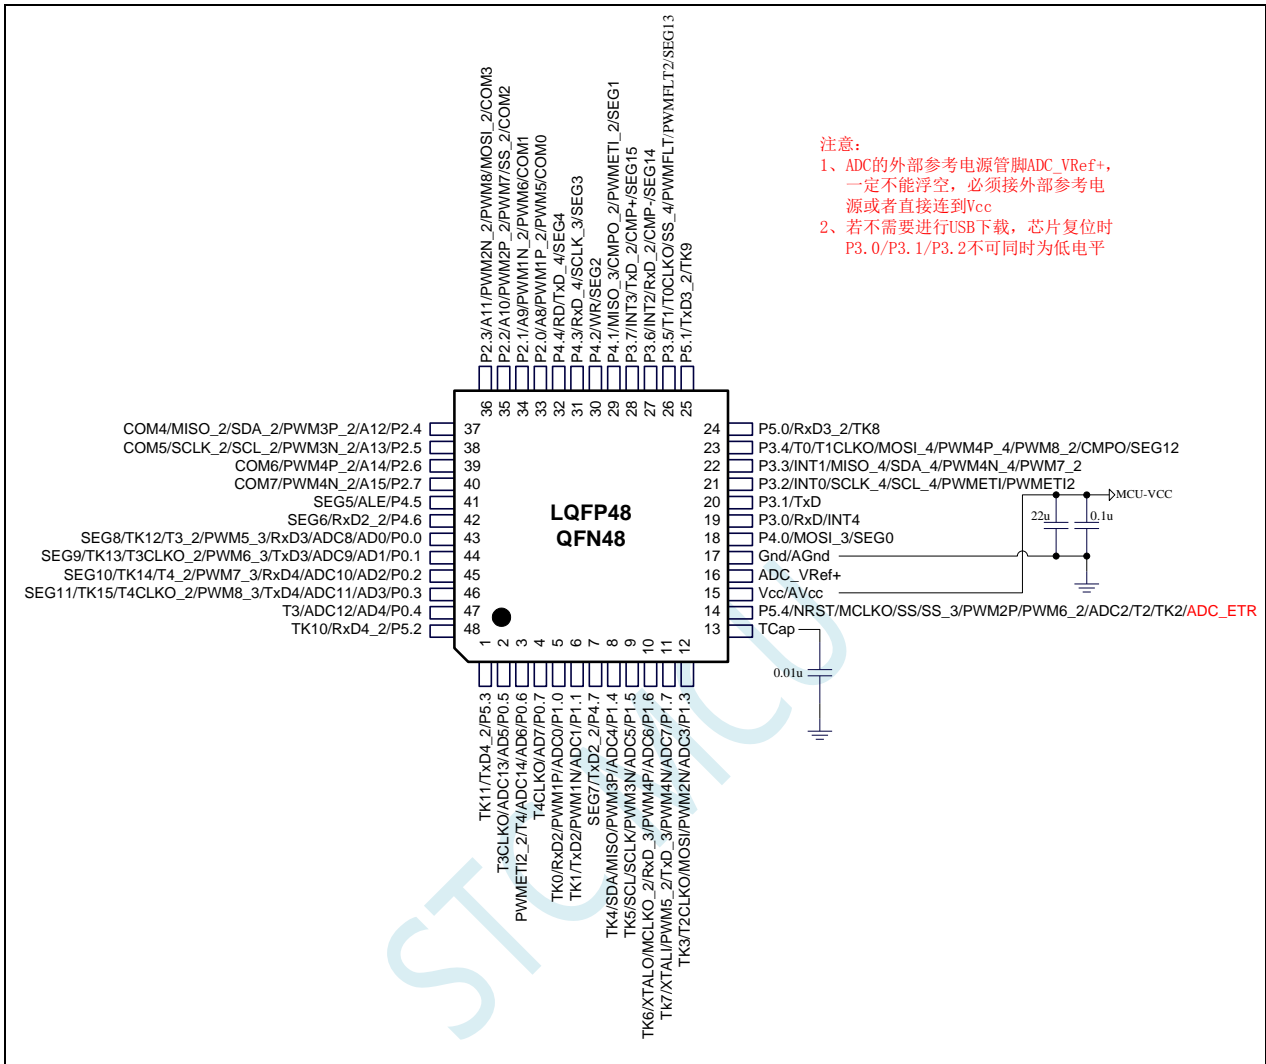 P2.3/A11/PWM2N_2/PWM8/MOSI_2/COM3
P2.2/A10/PWM2P_2/PWM7/SS_2/COM2
P2.1/A9/PWM1N_2/PWM6/COM1
P2.0/A8/PWM1P_2/PWM5/COM0
P4.4/RD/TxD_4/SEG4
P4.3/RxD_4/SCLK_3/SEG3
P4.2/WR/SEG2
P4.1/MISO_3/CMPO_2/PWMETI_2/SEG1
P3.7/INT3/TxD_2/CMP+/SEG15
P3.6/INT2/RxD_2/CMP-/SEG14
P3.5/T1/T0CLKO/SS_4/PWMFLT/PWMFLT2/SEG13
P5.1/TxD3_2/TK9
注意:
1、ADC的外部参考电源管脚ADC_VRef+,
一定不能浮空，必须接外部参考电
源或者直接连到Vcc
2、若不需要进行USB下载，芯片复位时
P3.0/P3.1/P3.2不可同时为低电平
36 35 34 33 32 31 30 29 28 27 26 25
COM4/MISO_2/SDA_2/PWM3P_2/A12/P2.4 37
COM5/SCLK_2/SCL_2/PWM3N_2/A13/P2.5 38
COM6/PWM4P_2/A14/P2.6 39
COM7/PWM4N_2/A15/P2.7 40
SEG5/ALE/P4.5 41
SEG6/RxD2_2/P4.6 42
SEG8/TK12/T3_2/PWM5_3/RxD3/ADC8/AD0/P0.0 43
SEG9/TK13/T3CLKO_2/PWM6_3/TxD3/ADC9/AD1/P0.1 44
SEG10/TK14/T4_2/PWM7_3/RxD4/ADC10/AD2/P0.2 45
SEG11/TK15/T4CLKO_2/PWM8_3/TxD4/ADC11/AD3/P0.3 46
T3/ADC12/AD4/P0.4 47
TK10/RxD4_2/P5.2 48
LQFP48
QFN48
24 P5.0/RxD3_2/TK8
23 P3.4/T0/T1CLKO/MOSI_4/PWM4P_4/PWM8_2/CMPO/SEG12
22 P3.3/INT1/MISO_4/SDA_4/PWM4N_4/PWM7_2
21 P3.2/INT0/SCLK_4/SCL_4/PWMETI/PWMETI2
20 P3.1/TxD
19 P3.0/RxD/INT4
18 P4.0/MOSI_3/SEG0
17 Gnd/AGnd
16 ADC_VRef+
15 Vcc/AVcc
14 P5.4/NRST/MCLKO/SS/SS_3/PWM2P/PWM6_2/ADC2/T2/TK2/ADC_ETR
13 TCap
MCU-VCC
22u
0.1u
0.01u
1 2 3 4 5 6 7 8 9 10 11 12
TK11/TxD4_2/P5.3
T3CLKO/ADC13/AD5/P0.5
PWMETI2_2/T4/ADC14/AD6/P0.6
T4CLKO/AD7/P0.7
TK0/RxD2/PWM1P/ADC0/P1.0
TK1/TxD2/PWM1N/ADC1/P1.1
SEG7/TxD2_2/P4.7
TK4/SDA/MISO/PWM3P/ADC4/P1.4
TK5/SCL/SCLK/PWM3N/ADC5/P1.5
TK6/XTALO/MCLKO_2/RxD_3/PWM4P/ADC6/P1.6
TK7/XTALI/PWM5_2/TxD_3/PWM4N/ADC7/P1.7
TK3/T2CLKO/MOSI/PWM2N/ADC3/P1.3
STCMCU